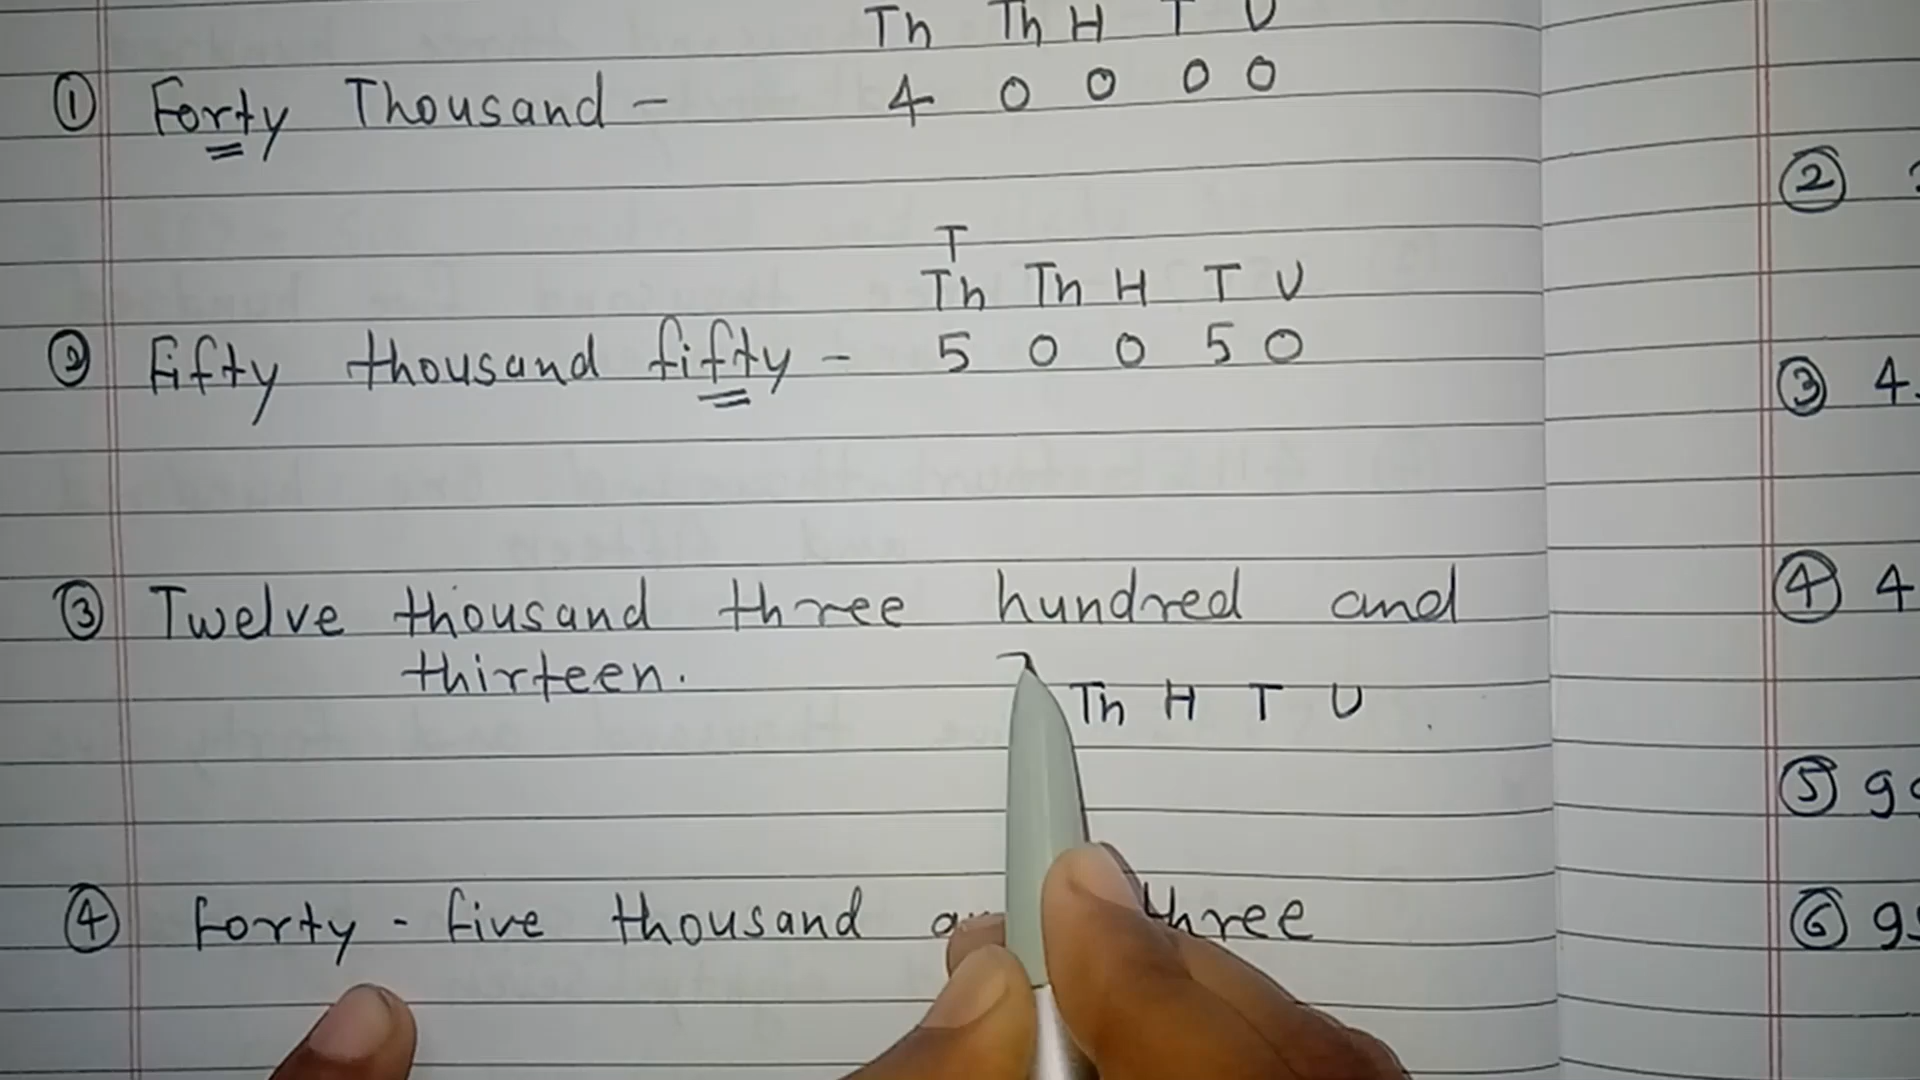 Th Th H T U
① Forty Thousand - 4 0 0 0 0
T
Th Th H T U
② Fifty thousand fifty - 5 0 0 5 0
③ Twelve thousand three hundred and
thirteen.
Th H T U
④ Forty - five thousand three
②
③ 4
④ 4
⑤ 9
⑥ 9